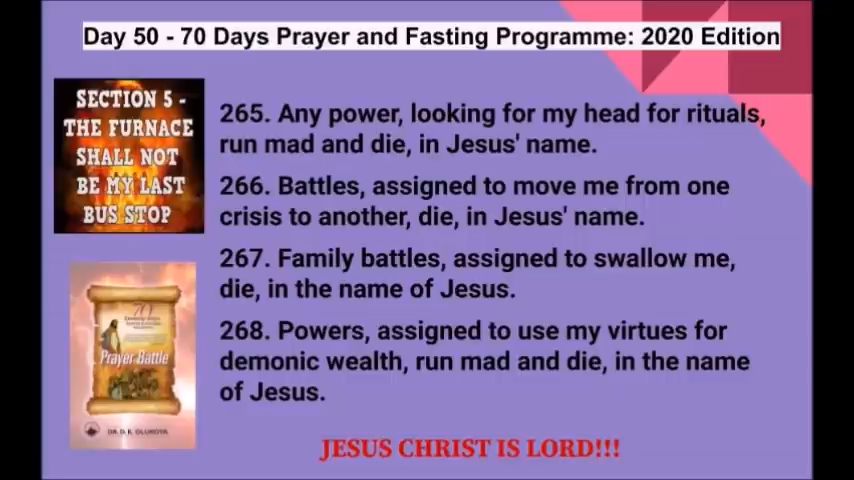 Day 50 - 70 Days Prayer and Fasting Programme: 2020 Edition
SECTION 5 -
THE FURNACE
SHALL NOT
BE MY LAST
BUS STOP
265. Any power, looking for my head for rituals,
run mad and die, in Jesus' name.
266. Battles, assigned to move me from one
crisis to another, die, in Jesus' name.
267. Family battles, assigned to swallow me,
die, in the name of Jesus.
268. Powers, assigned to use my virtues for
demonic wealth, run mad and die, in the name
of Jesus.
70
Prayer Battle
DR. D. K. OLUKOYA
JESUS CHRIST IS LORD!!!